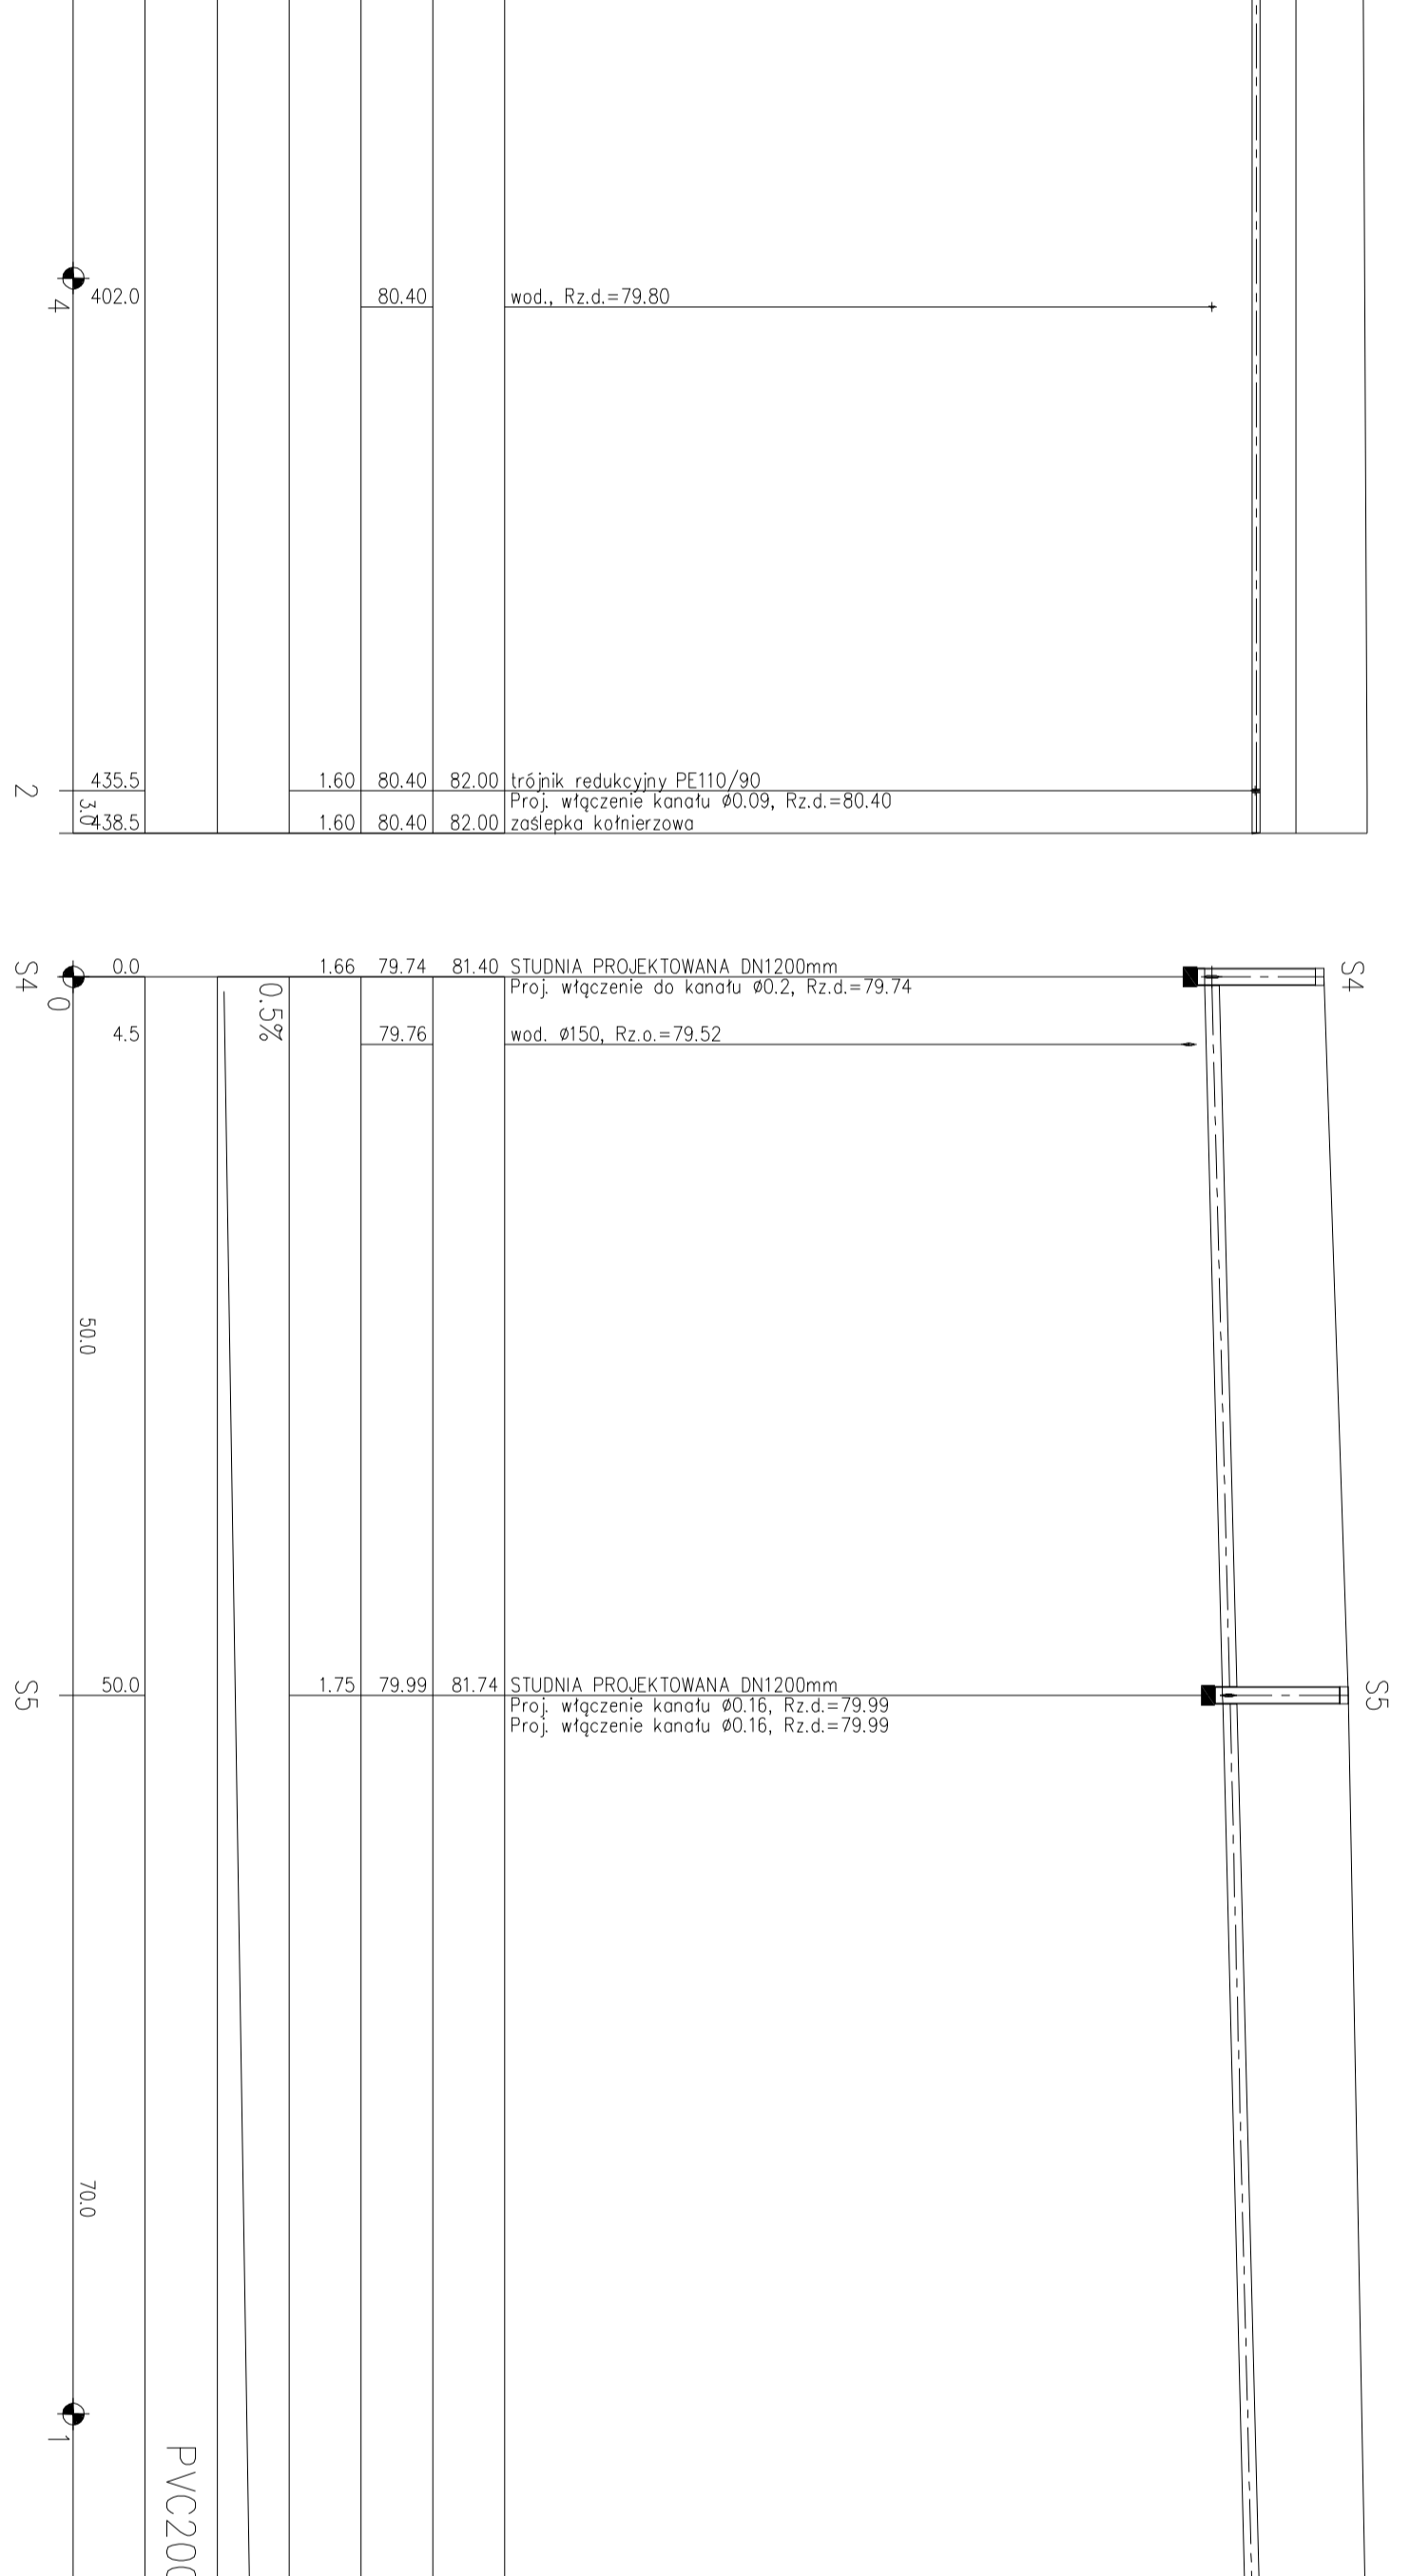 402.0 80.40 wod., Rz.d.=79.80
4
435.5 1.60 80.40 82.00 trójnik redukcyjny PE110/90
2
Proj. włączenie kanału ø0.09, Rz.d.=80.40
3.0
438.5 1.60 80.40 82.00 zaślepka kołnierzowa
S4 0.0 1.66 79.74 81.40 STUDNIA PROJEKTOWANA DN1200mm S4
Proj. włączenie do kanału ø0.2, Rz.d.=79.74
0
0.5%
4.5 79.76 wod. ø150, Rz.o.=79.52
50.0
S5 50.0 1.75 79.99 81.74 STUDNIA PROJEKTOWANA DN1200mm S5
Proj. włączenie kanału ø0.16, Rz.d.=79.99
Proj. włączenie kanału ø0.16, Rz.d.=79.99
70.0
1
PVC200